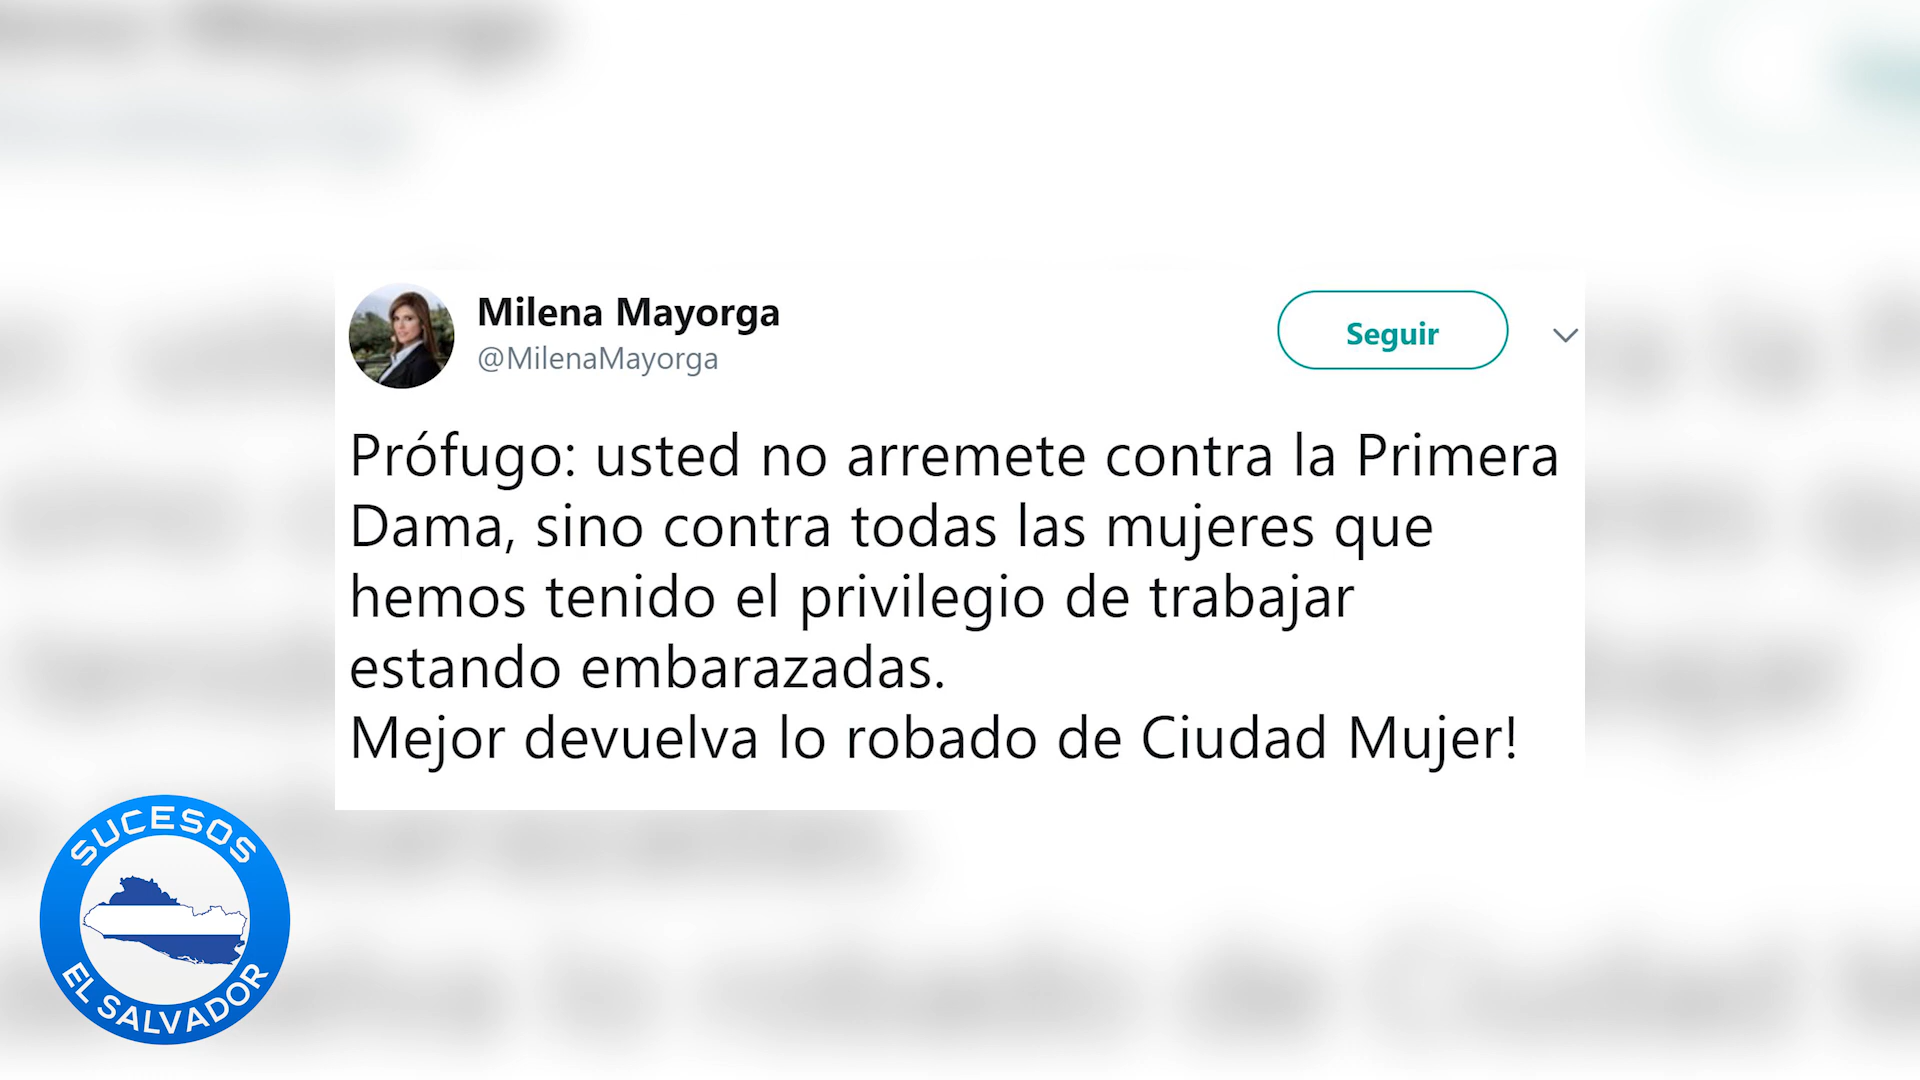 Milena Mayorga
@MilenaMayorga
Seguir
Prófugo: usted no arremete contra la Primera
Dama, sino contra todas las mujeres que
hemos tenido el privilegio de trabajar
estando embarazadas.
Mejor devuelva lo robado de Ciudad Mujer!
SUCESOS
EL SALVADOR